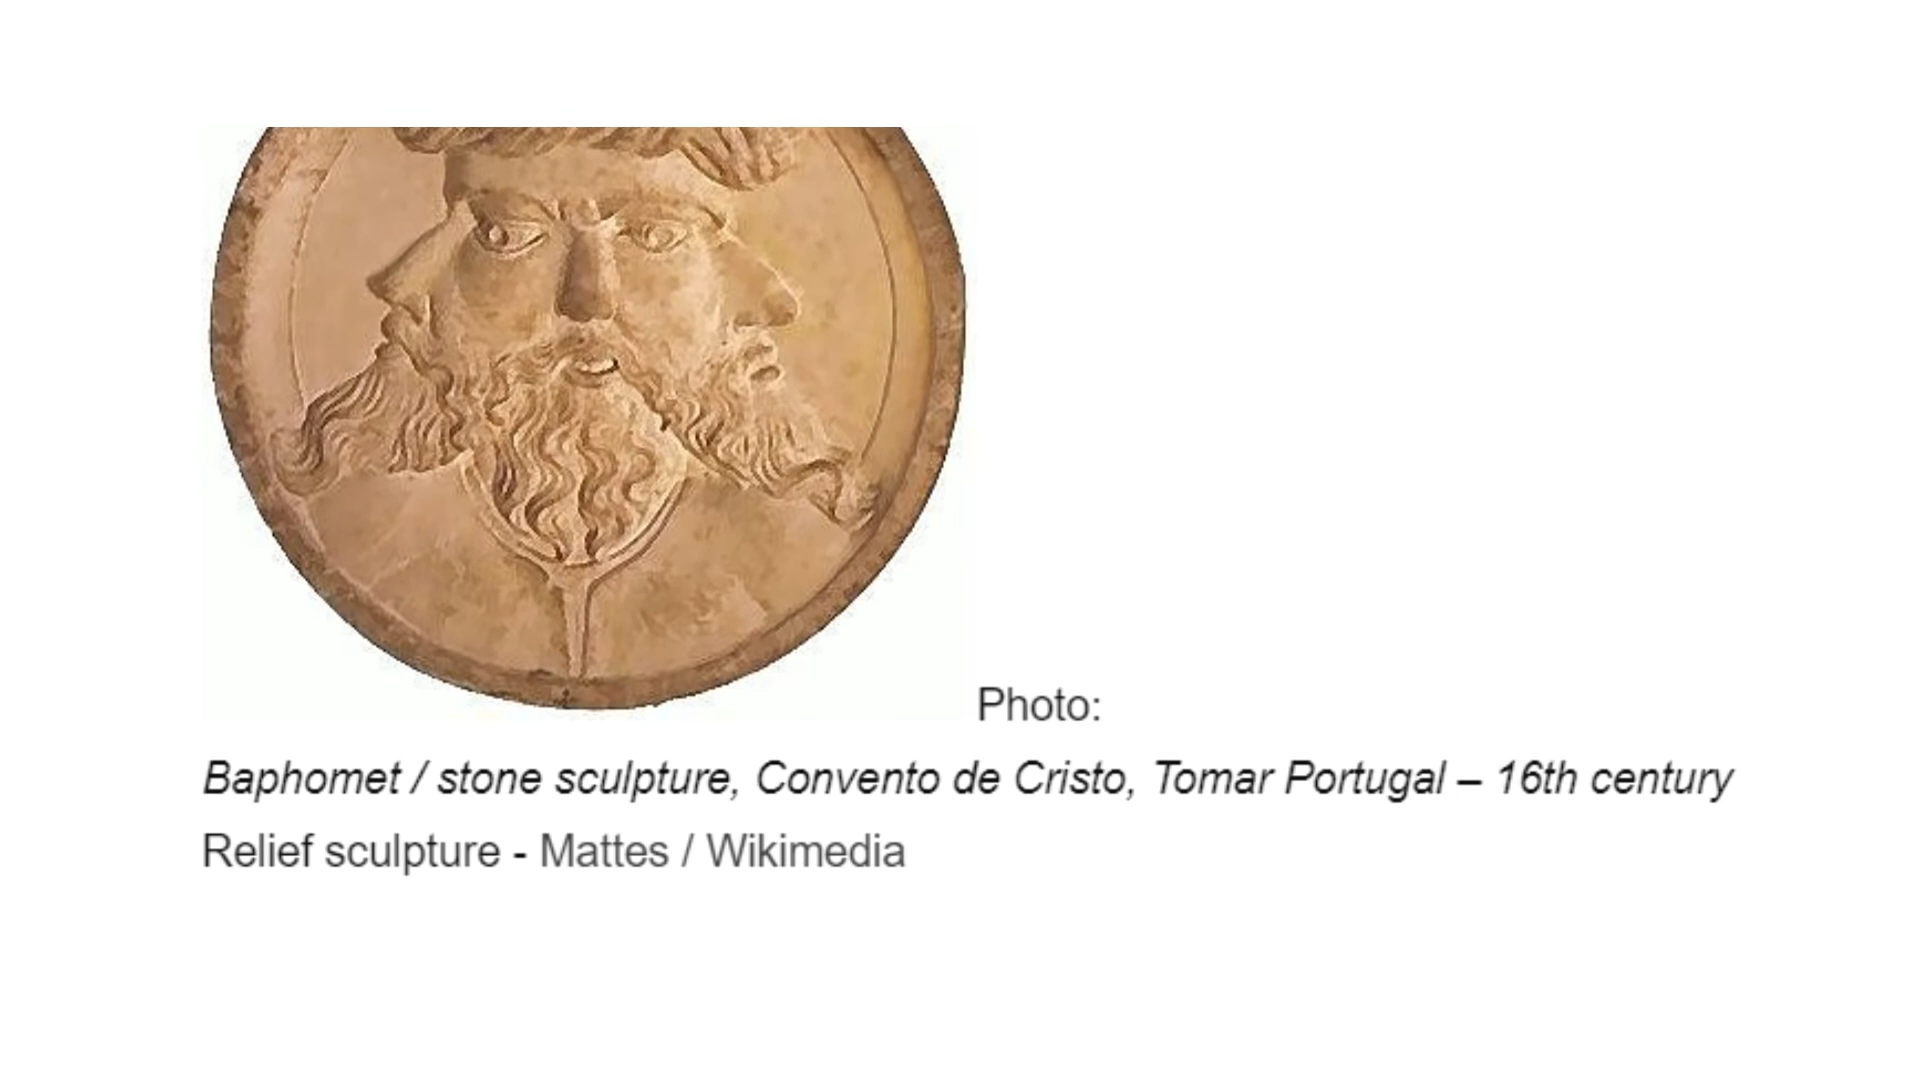 Photo:
Baphomet / stone sculpture, Convento de Cristo, Tomar Portugal – 16th century
Relief sculpture - Mattes / Wikimedia